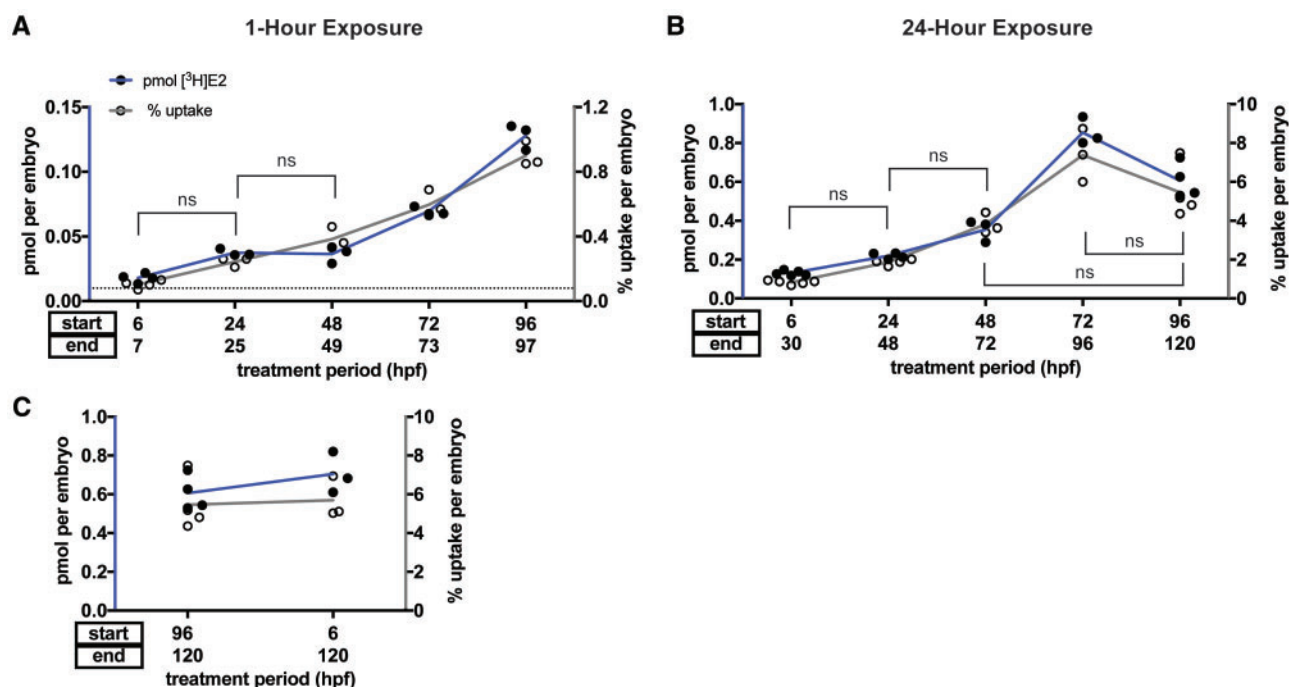 A
1-Hour Exposure
pmol [³H]E2
% uptake
pmol per embryo
0.15
0.10
0.05
0.00
% uptake per embryo
1.2
0.8
0.4
0.0
ns
ns
start 6 24 48 72 96
end 7 25 49 73 97
treatment period (hpf)
B
24-Hour Exposure
pmol per embryo
1.0
0.8
0.6
0.4
0.2
0.0
% uptake per embryo
10
8
6
4
2
0
ns
ns
ns
ns
start 6 24 48 72 96
end 30 48 72 96 120
treatment period (hpf)
C
pmol per embryo
1.0
0.8
0.6
0.4
0.2
0.0
% uptake per embryo
10
8
6
4
2
0
start 96 6
end 120 120
treatment period (hpf)